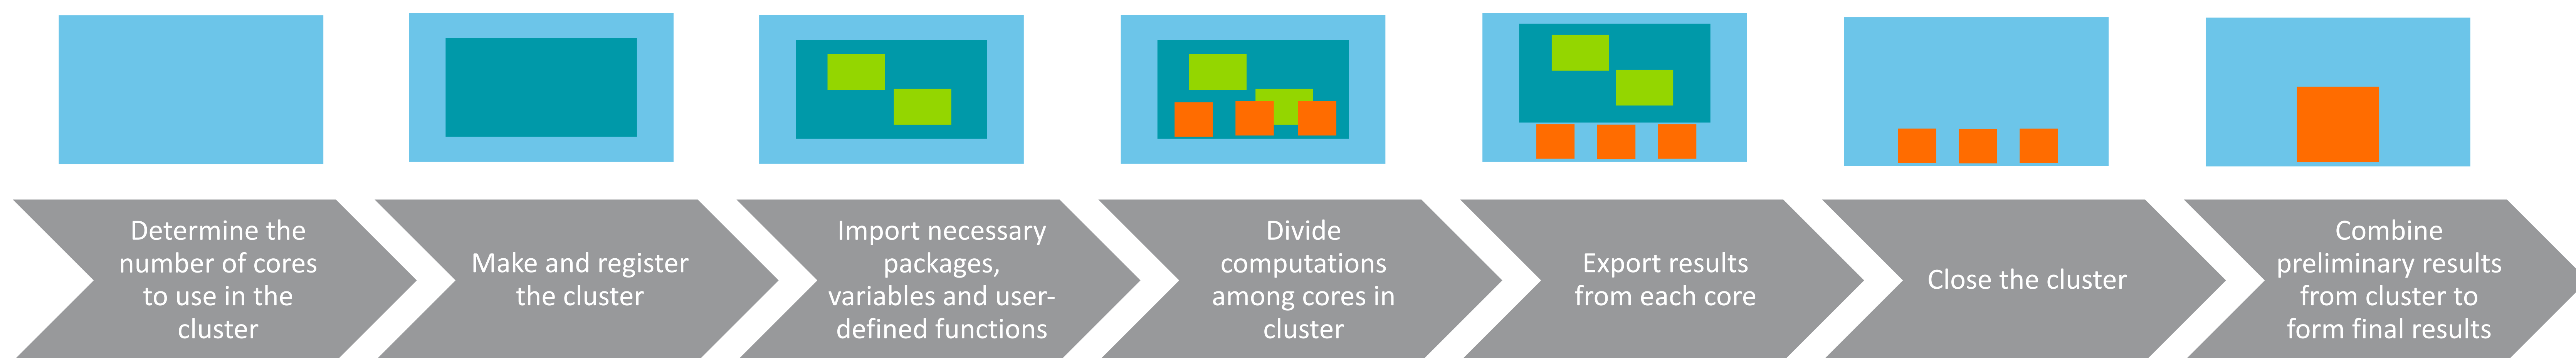 Determine the
number of cores
to use in the
cluster
Make and register
the cluster
Import necessary
packages,
variables and user-
defined functions
Divide
computations
among cores in
cluster
Export results
from each core
Close the cluster
Combine
preliminary results
from cluster to
form final results